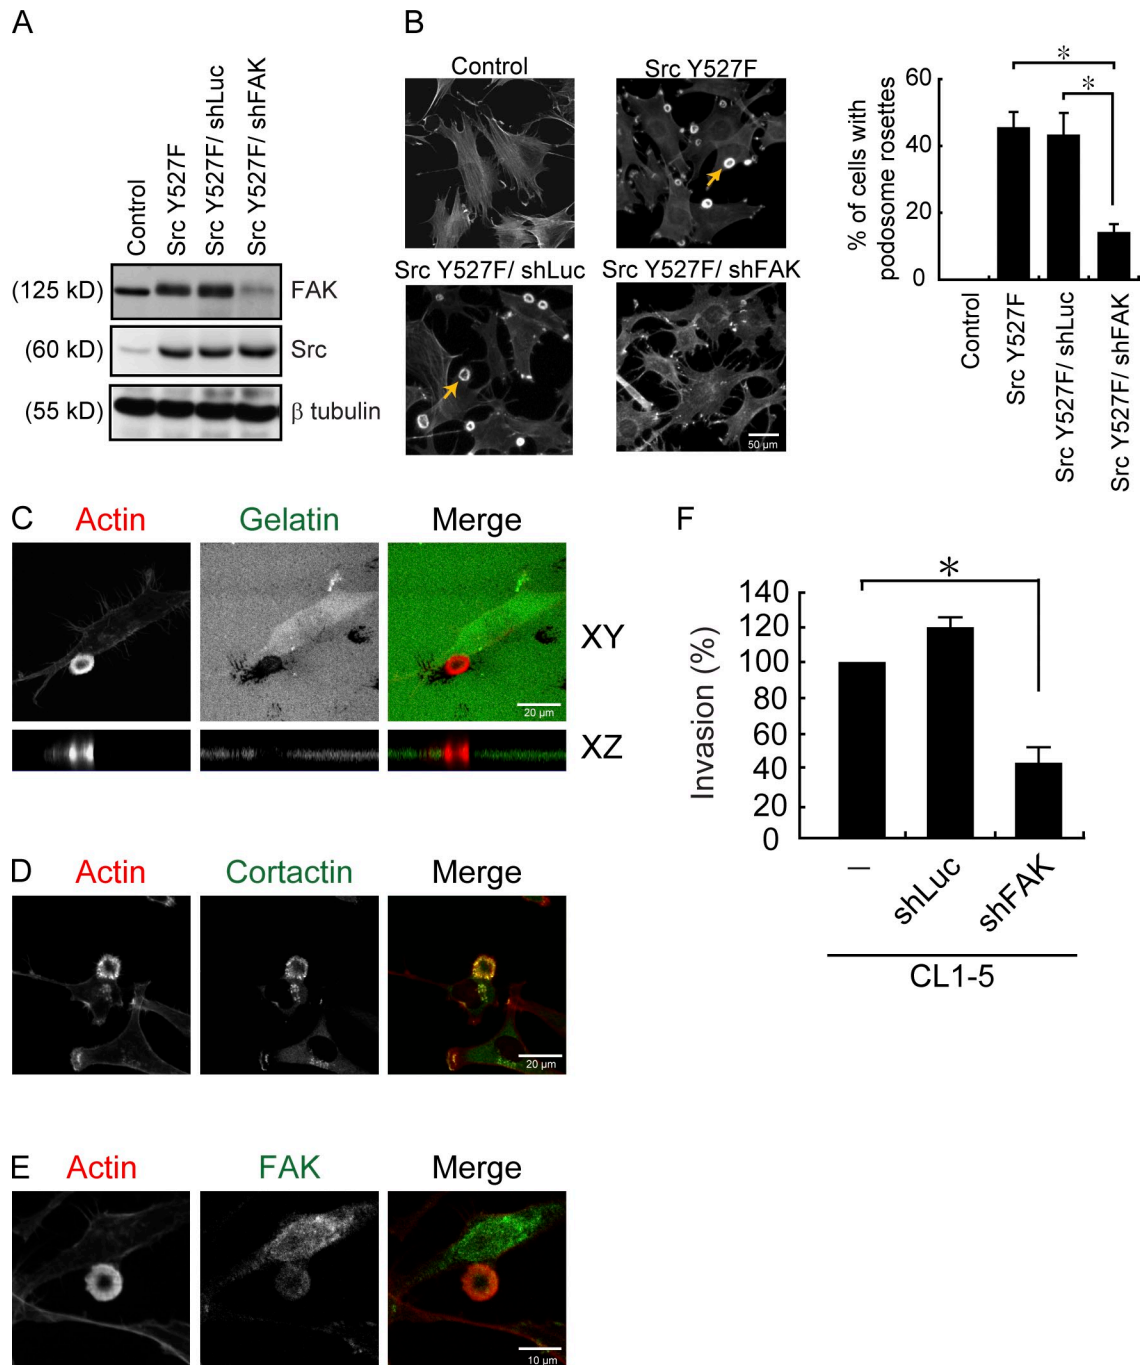 A
Control
Src Y527F
Src Y527F/ shLuc
Src Y527F/ shFAK
(125 kD)
FAK
(60 kD)
Src
(55 kD)
β tubulin
B
Control
Src Y527F
Src Y527F/ shLuc
Src Y527F/ shFAK
50 µm
% of cells with
podosome rosettes
60
40
20
0
*
*
Control
Src Y527F
Src Y527F/ shLuc
Src Y527F/ shFAK
C
Actin
Gelatin
Merge
XY
20 µm
XZ
D
Actin
Cortactin
Merge
20 µm
E
Actin
FAK
Merge
10 µm
F
*
Invasion (%)
140
120
100
80
60
40
20
0
–
shLuc
shFAK
CL1-5